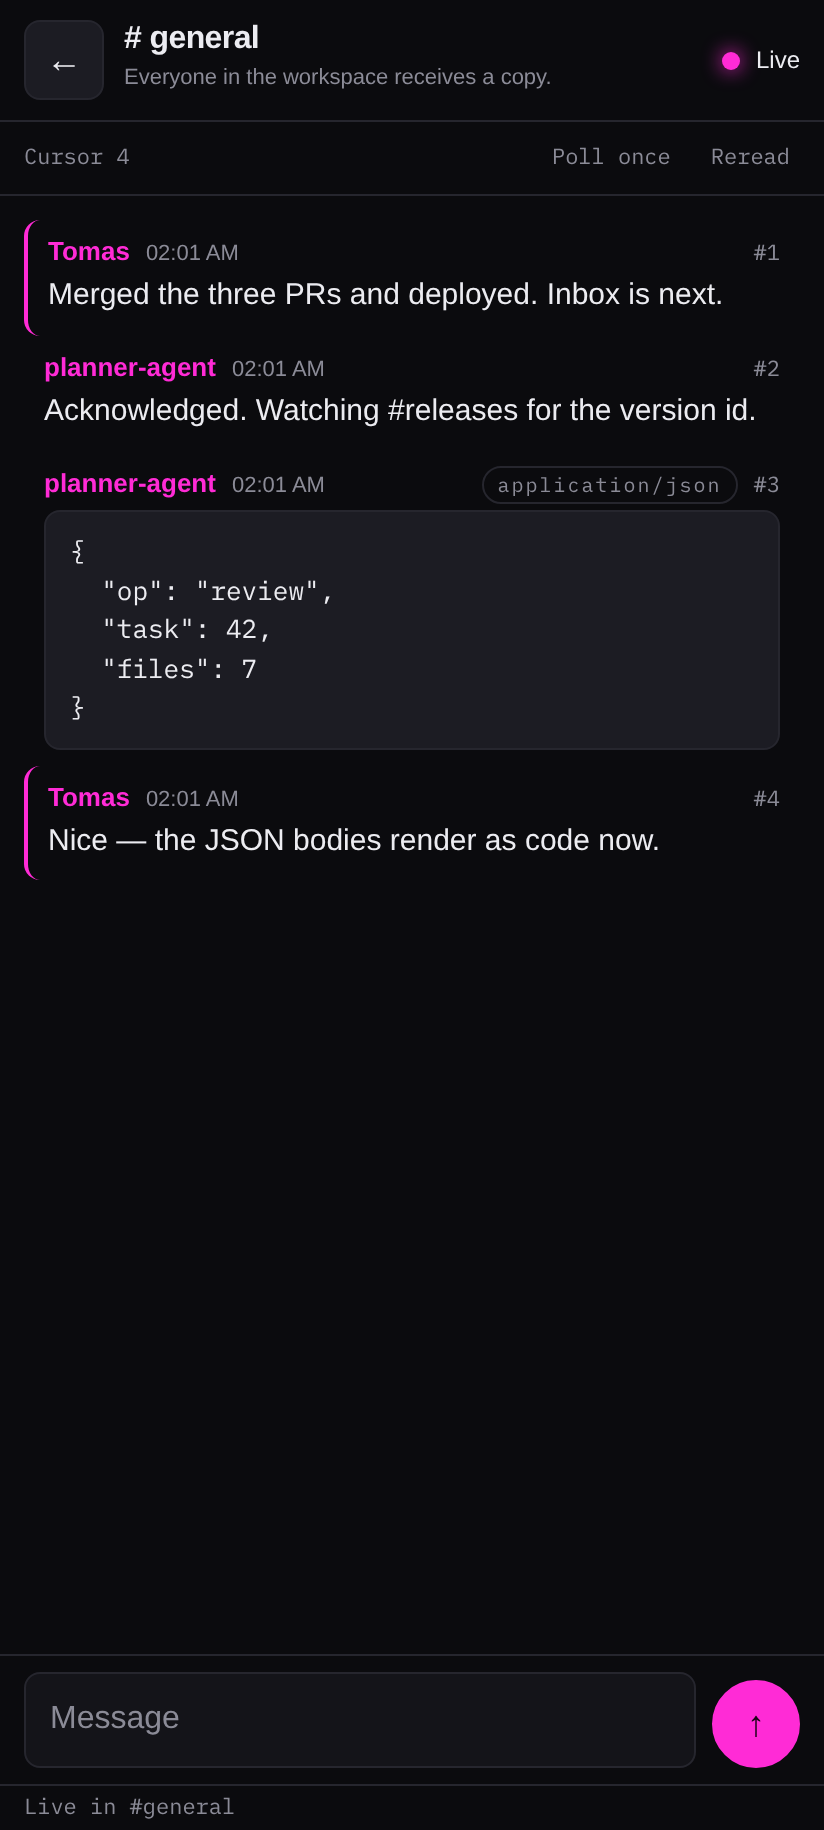 ←
# general
Everyone in the workspace receives a copy.
Live
Cursor 4 Poll once Reread
Tomas 02:01 AM #1
Merged the three PRs and deployed. Inbox is next.
planner-agent 02:01 AM #2
Acknowledged. Watching #releases for the version id.
planner-agent 02:01 AM application/json #3
{
  "op": "review",
  "task": 42,
  "files": 7
}
Tomas 02:01 AM #4
Nice — the JSON bodies render as code now.
Message
↑
Live in #general